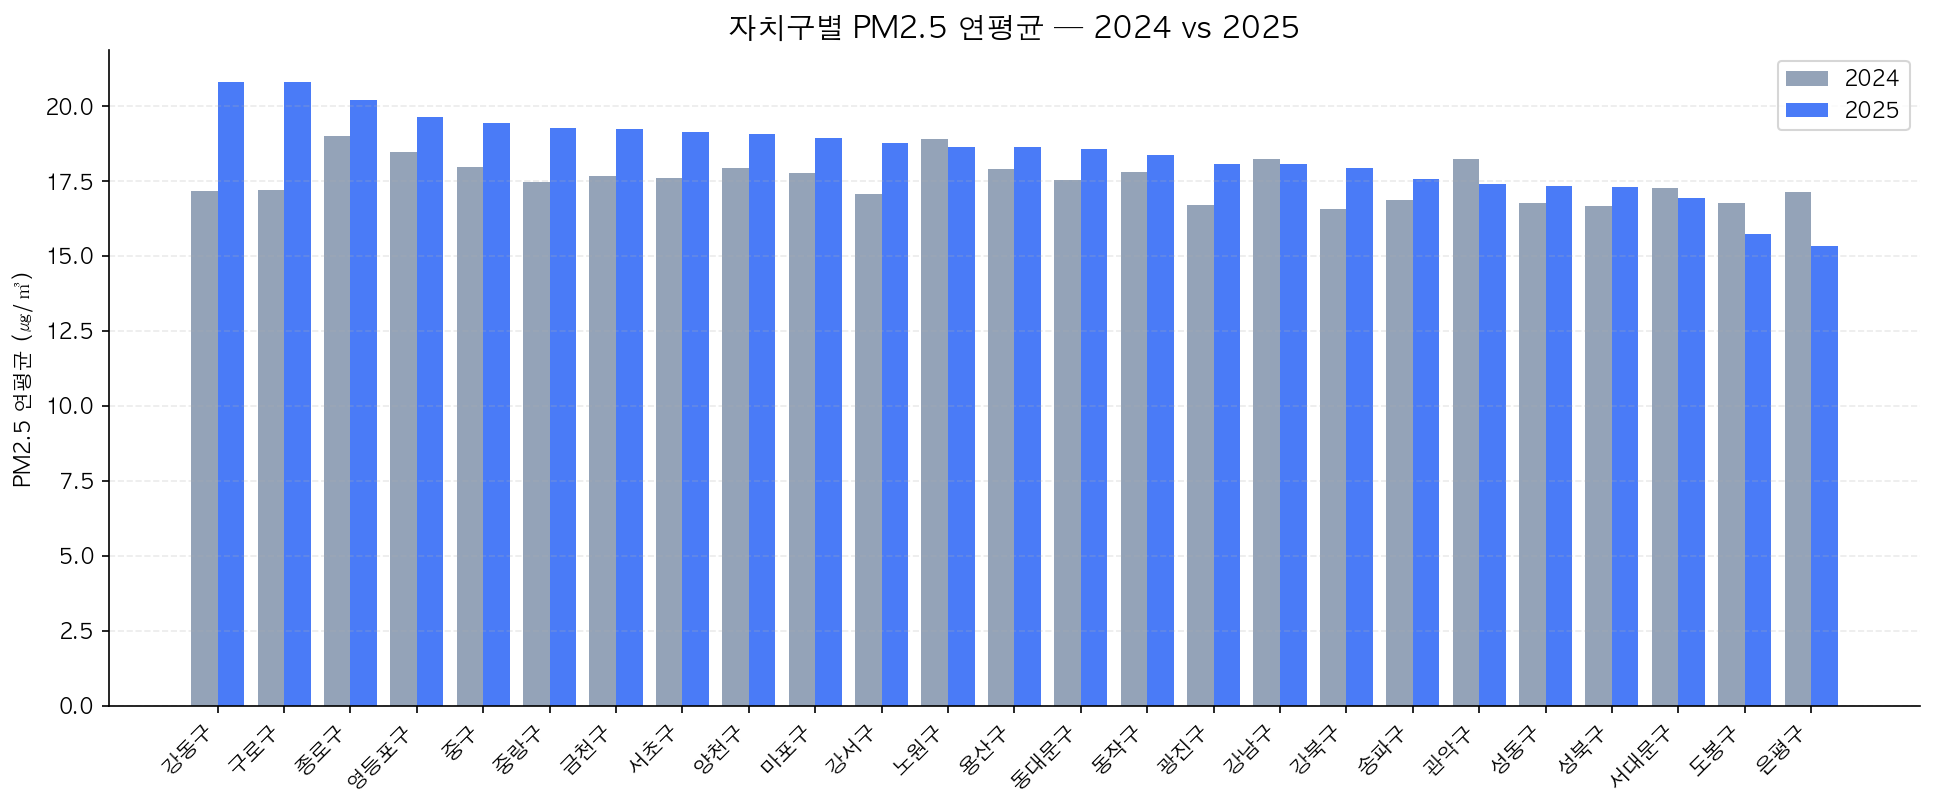 자치구별 PM2.5 연평균 — 2024 vs 2025
2024
2025
PM2.5 연평균 (㎍/㎥)
20.0
17.5
15.0
12.5
10.0
7.5
5.0
2.5
0.0
강동구
구로구
종로구
영등포구
중구
중랑구
금천구
서초구
양천구
마포구
강서구
노원구
용산구
동대문구
동작구
광진구
강남구
강북구
송파구
관악구
성동구
성북구
서대문구
도봉구
은평구